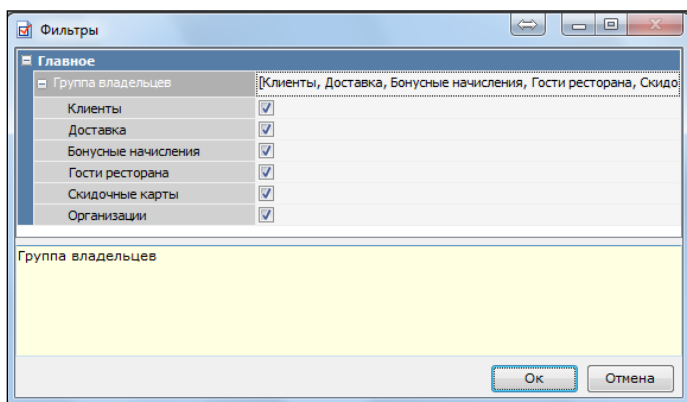 Фильтры
Главное
Группа владельцев [Клиенты, Доставка, Бонусные начисления, Гости ресторана, Скидо
Клиенты
Доставка
Бонусные начисления
Гости ресторана
Скидочные карты
Организации
Группа владельцев
Ок Отмена